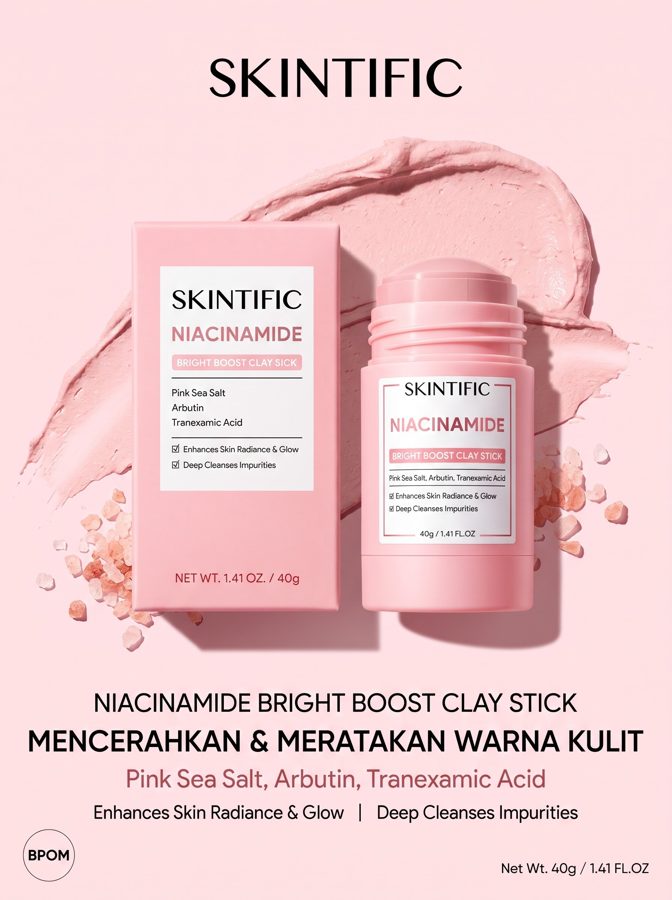 SKINTIFIC
SKINTIFIC
NIACINAMIDE
BRIGHT BOOST CLAY SICK
Pink Sea Salt
Arbutin
Tranexamic Acid
☑ Enhances Skin Radiance & Glow
☑ Deep Cleanses Impurities
NET WT. 1.41 OZ. / 40g
SKINTIFIC
NIACINAMIDE
BRIGHT BOOST CLAY STICK
Pink Sea Salt, Arbutin, Tranexamic Acid
☑ Enhances Skin Radiance & Glow
☑ Deep Cleanses Impurities
40g / 1.41 FL.OZ
NIACINAMIDE BRIGHT BOOST CLAY STICK
MENCERAHKAN & MERATAKAN WARNA KULIT
Pink Sea Salt, Arbutin, Tranexamic Acid
Enhances Skin Radiance & Glow | Deep Cleanses Impurities
BPOM
Net Wt. 40g / 1.41 FL.OZ